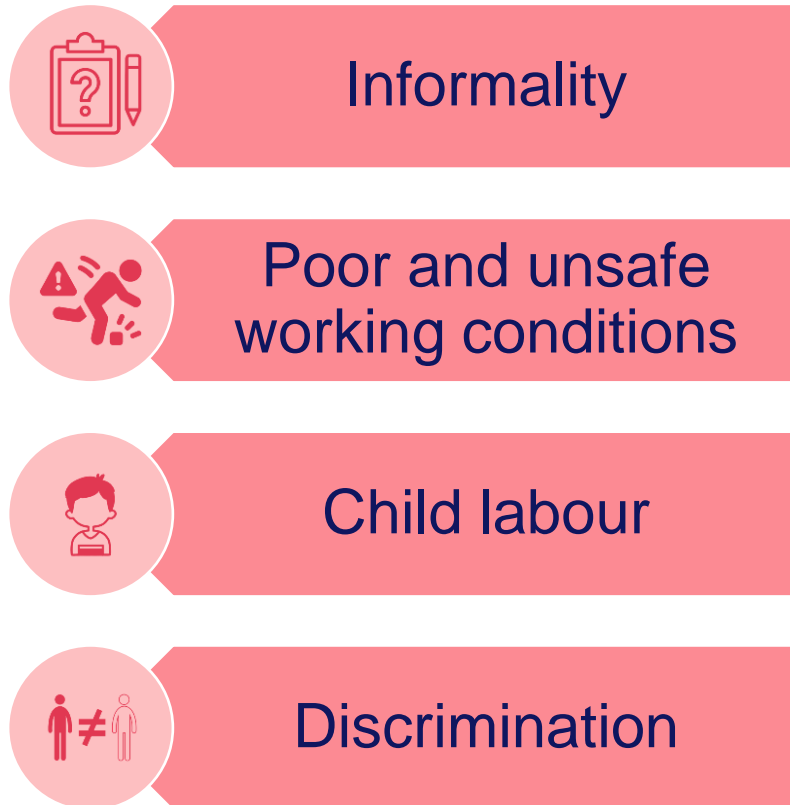 Informality
Poor and unsafe
working conditions
Child labour
Discrimination